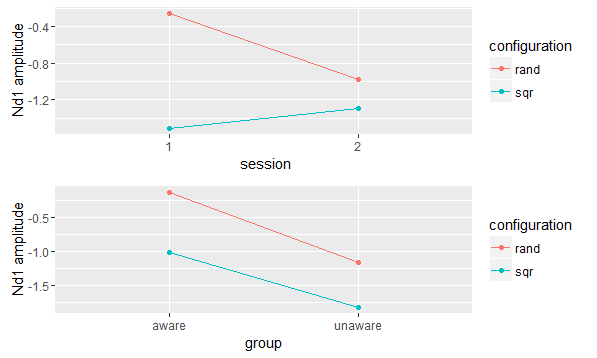 Nd1 amplitude
-0.4
-0.8
-1.2
1
2
session
configuration
rand
sqr
Nd1 amplitude
-0.5
-1.0
-1.5
aware
unaware
group
configuration
rand
sqr